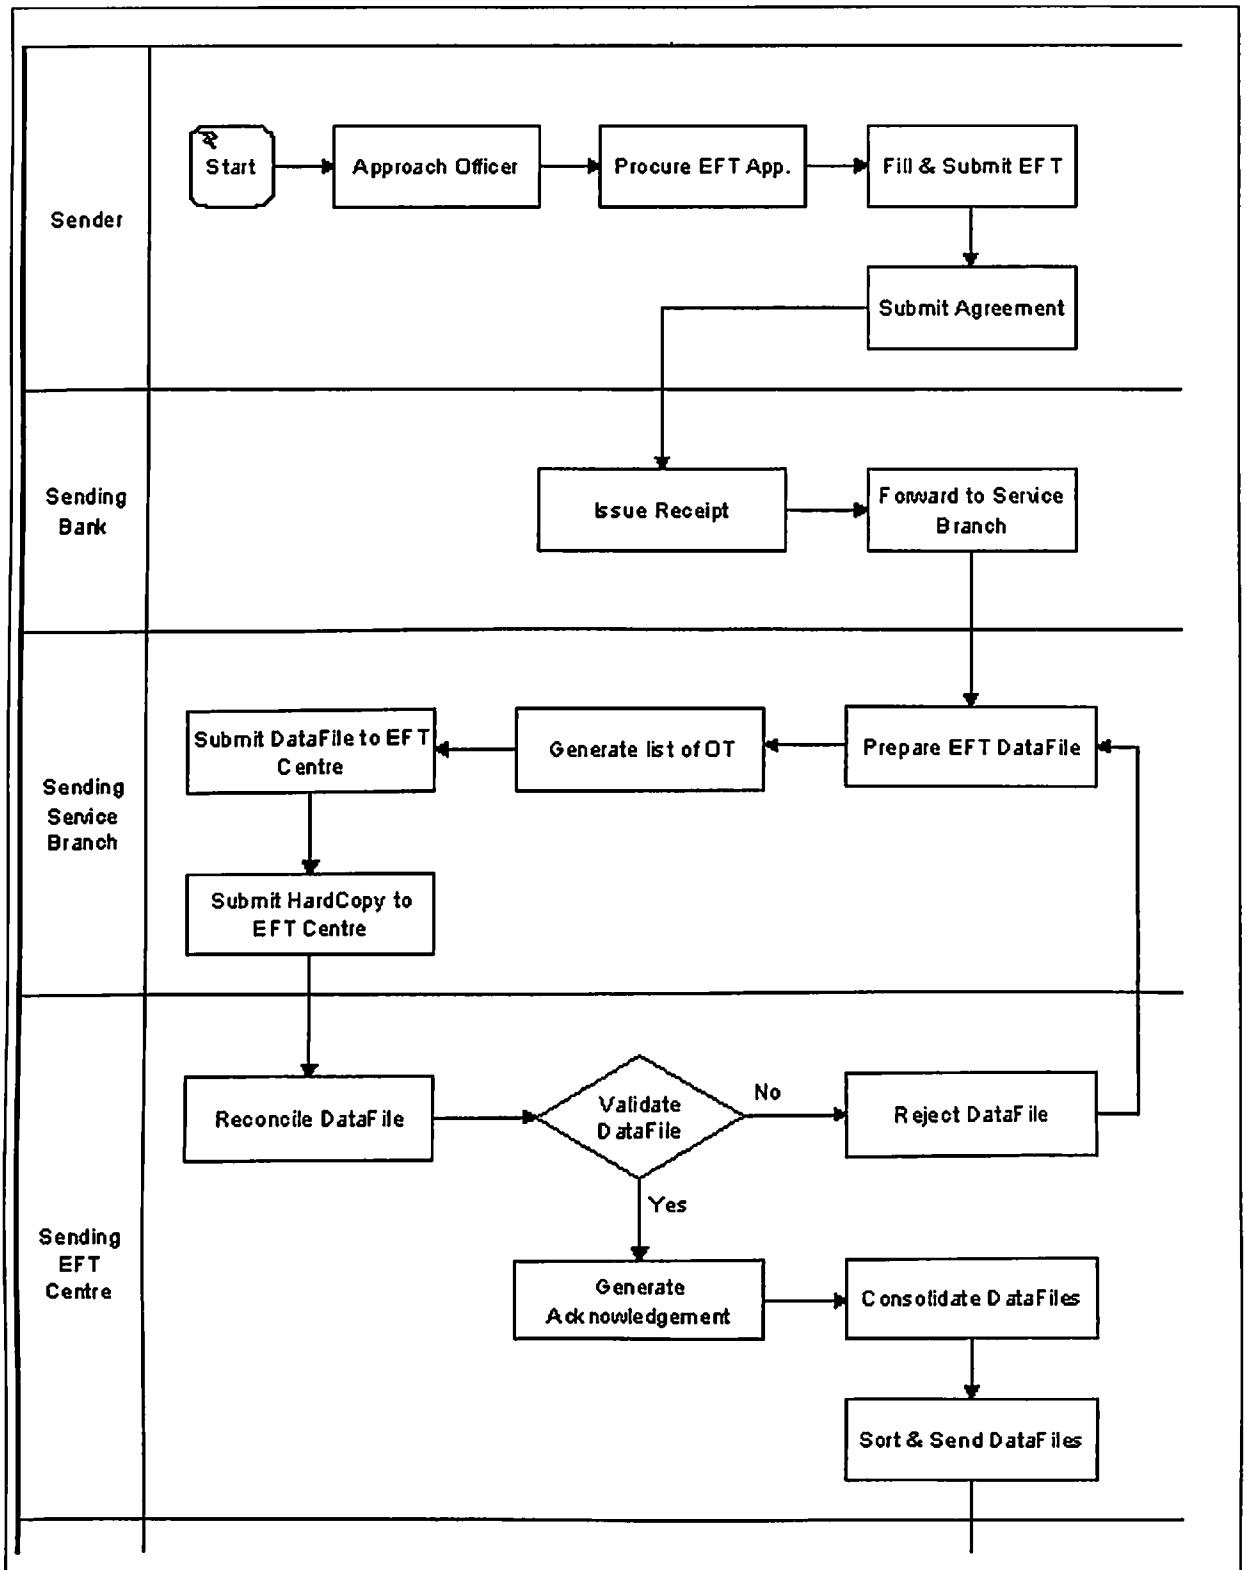 Start
Approach Officer
Procure EFT App.
Fill & Submit EFT
Sender
Submit Agreement
Sending
Bank
Issue Receipt
Forward to Service
Branch
Submit DataFile to EFT
Centre
Generate list of OT
Prepare EFT DataFile
Sending
Service
Branch
Submit HardCopy to
EFT Centre
Reconcile DataFile
Validate
DataFile
No
Reject DataFile
Yes
Sending
EFT
Centre
Generate
Acknowledgement
Consolidate DataFiles
Sort & Send DataFiles